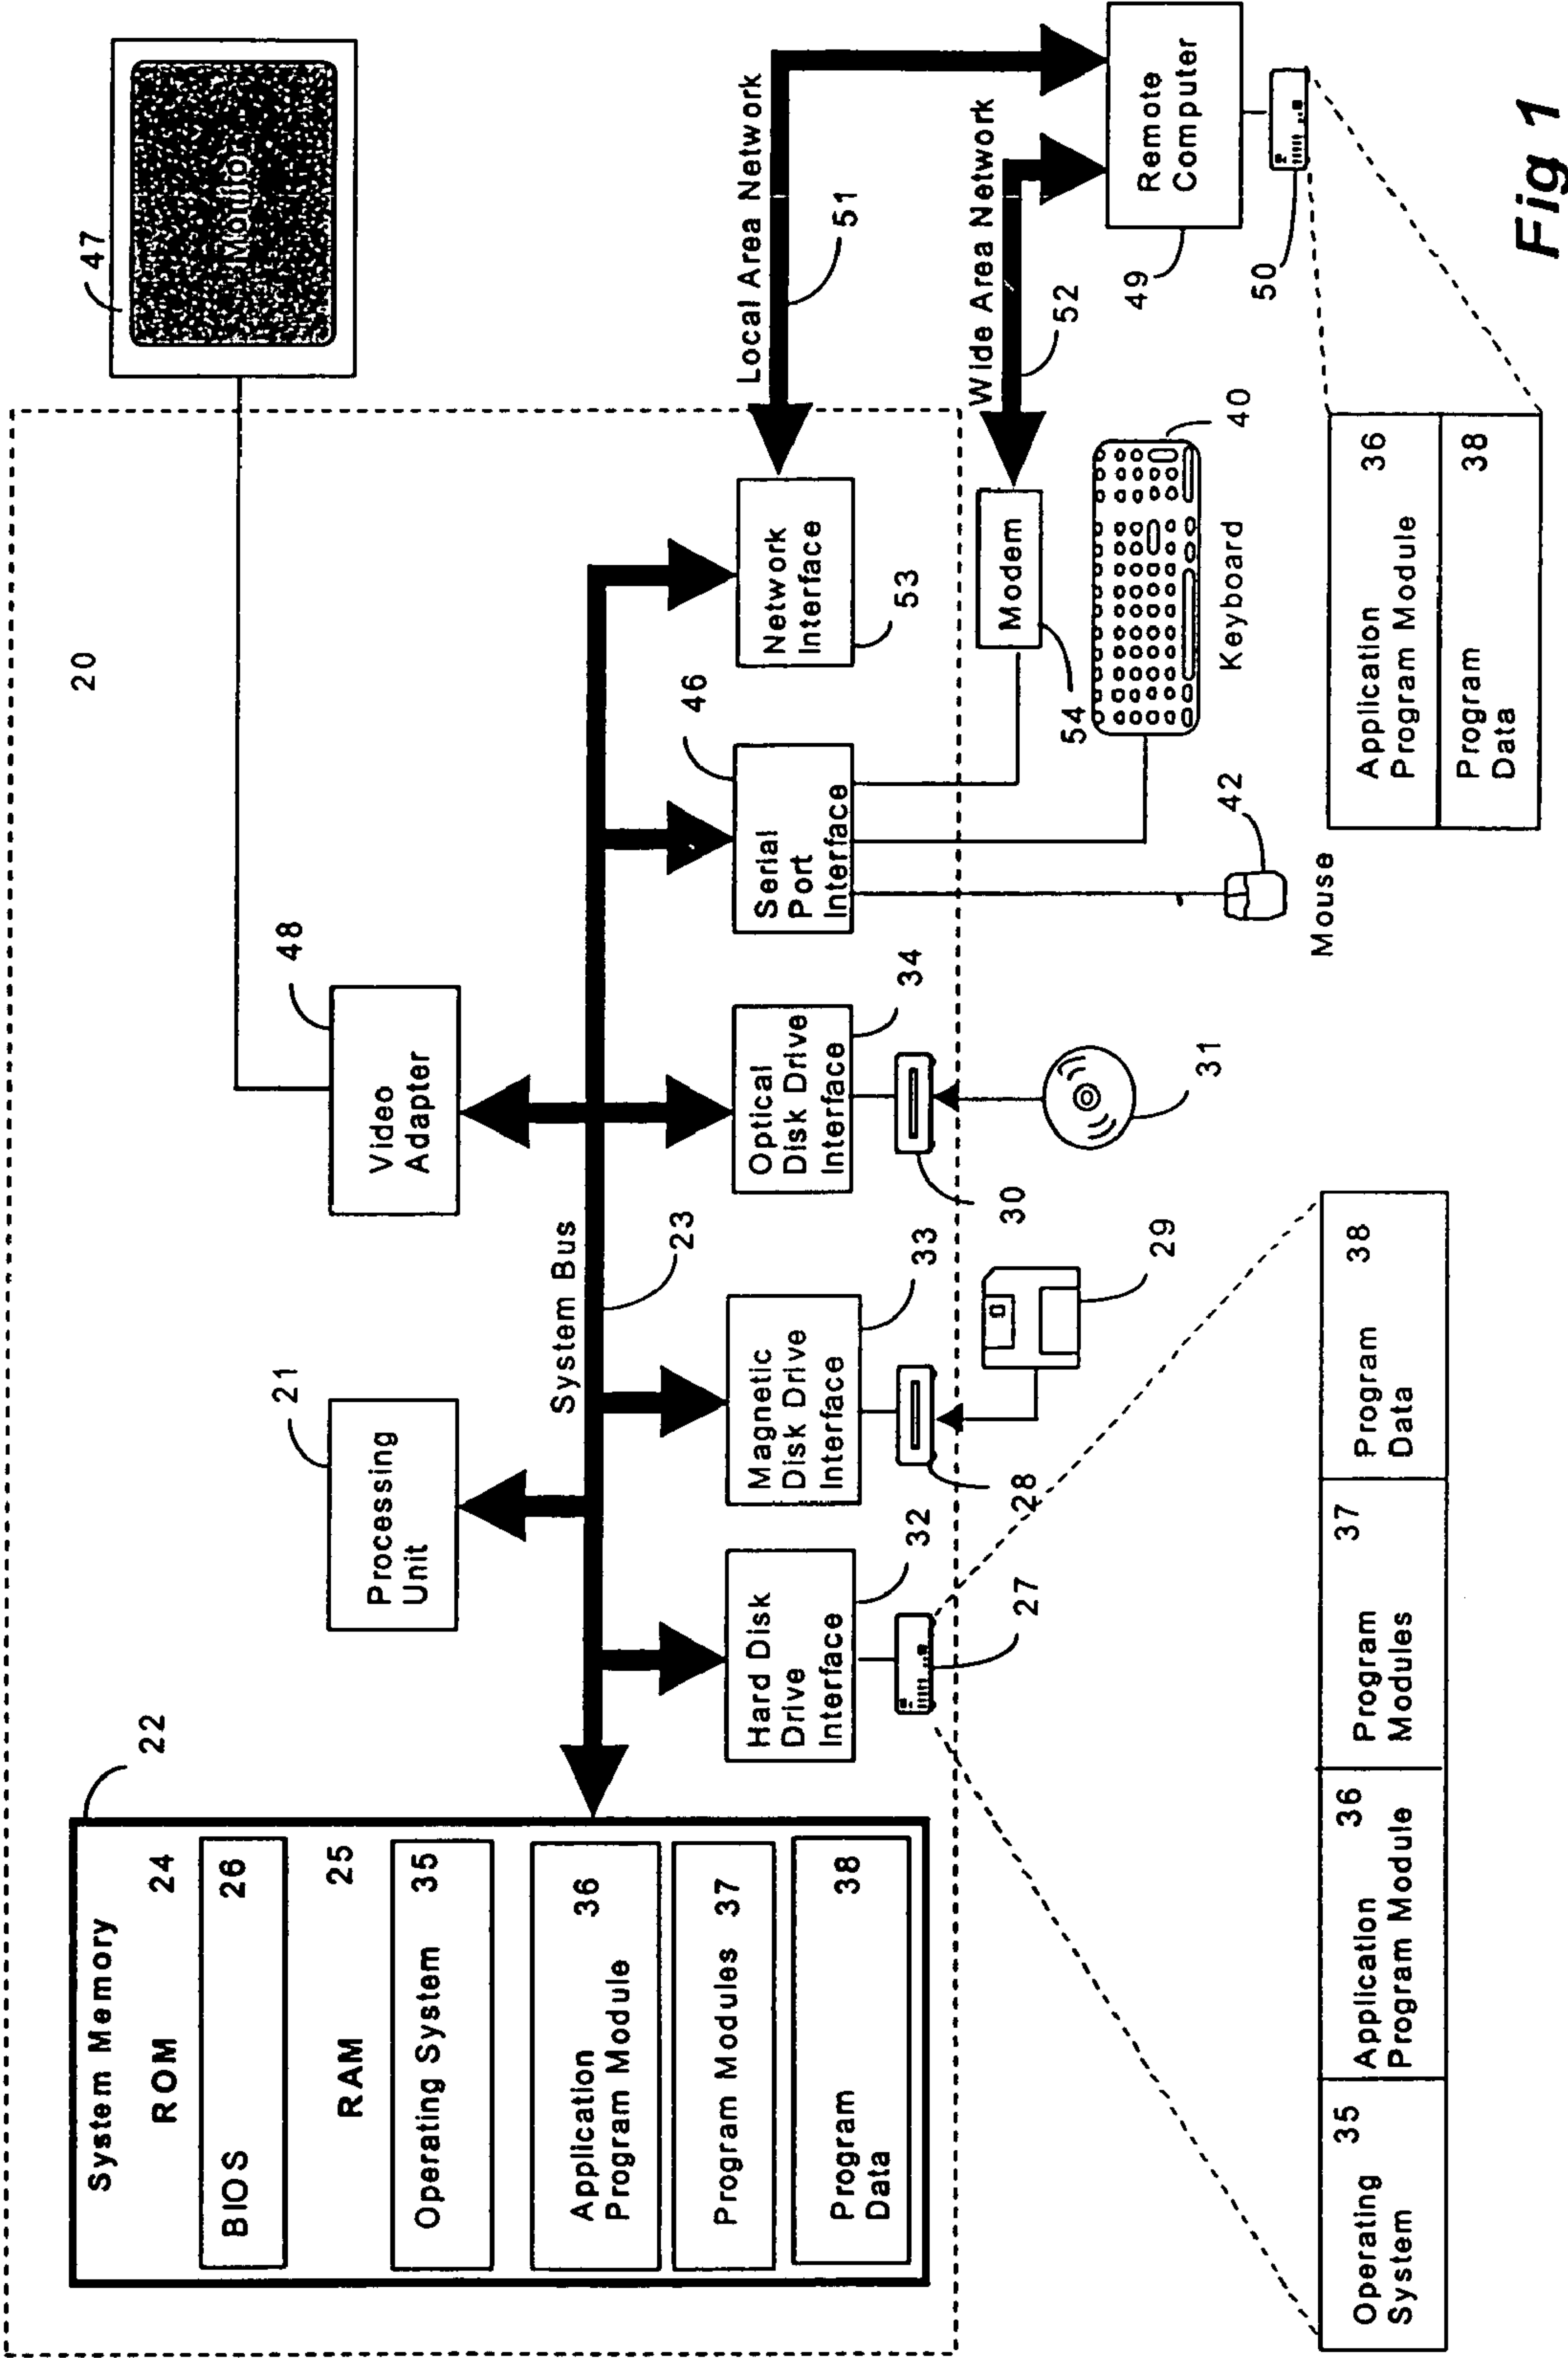 System Memory
22
ROM
24
BIOS
26
RAM
25
Operating System
35
Application
Program Module
36
Program Modules
37
Program
Data
38
20
Processing
Unit
21
Video
Adapter
48
47
Monitor
System Bus
23
Hard Disk
Drive
Interface
32
Magnetic
Disk Drive
Interface
33
Optical
Disk Drive
Interface
34
Serial
Port
Interface
46
Network
Interface
53
Local Area Network
51
27
28
30
29
31
Modem
54
Wide Area Network
52
Keyboard
40
Mouse
42
Remote
Computer
49
50
Operating
System
35
Application
Program Module
36
Program
Modules
37
Program
Data
38
Application
Program Module
36
Program
Data
38
Fig 1